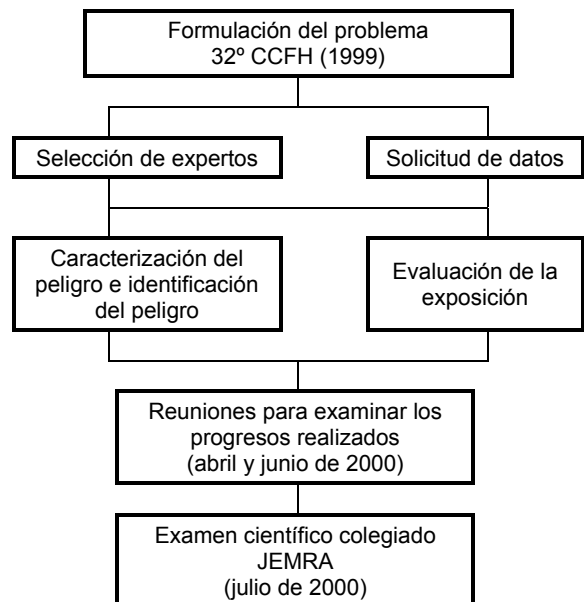 Formulación del problema
32º CCFH (1999)
Selección de expertos
Solicitud de datos
Caracterización del
peligro e identificación
del peligro
Evaluación de la
exposición
Reuniones para examinar los
progresos realizados
(abril y junio de 2000)
Examen científico colegiado
JEMRA
(julio de 2000)